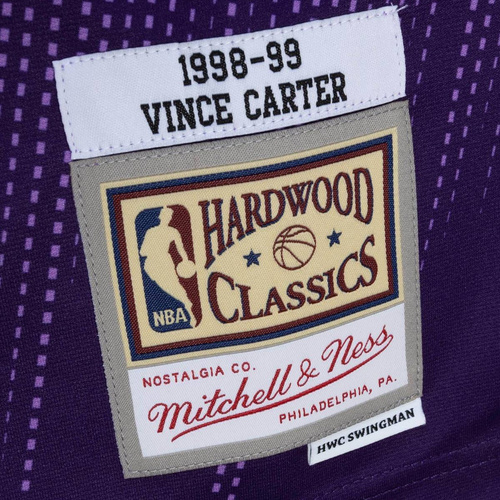 1998-99
VINCE CARTER
HARDWOOD
CLASSICS
NBA
NOSTALGIA CO.
Mitchell & Ness
PHILADELPHIA, PA.
HWC SWINGMAN